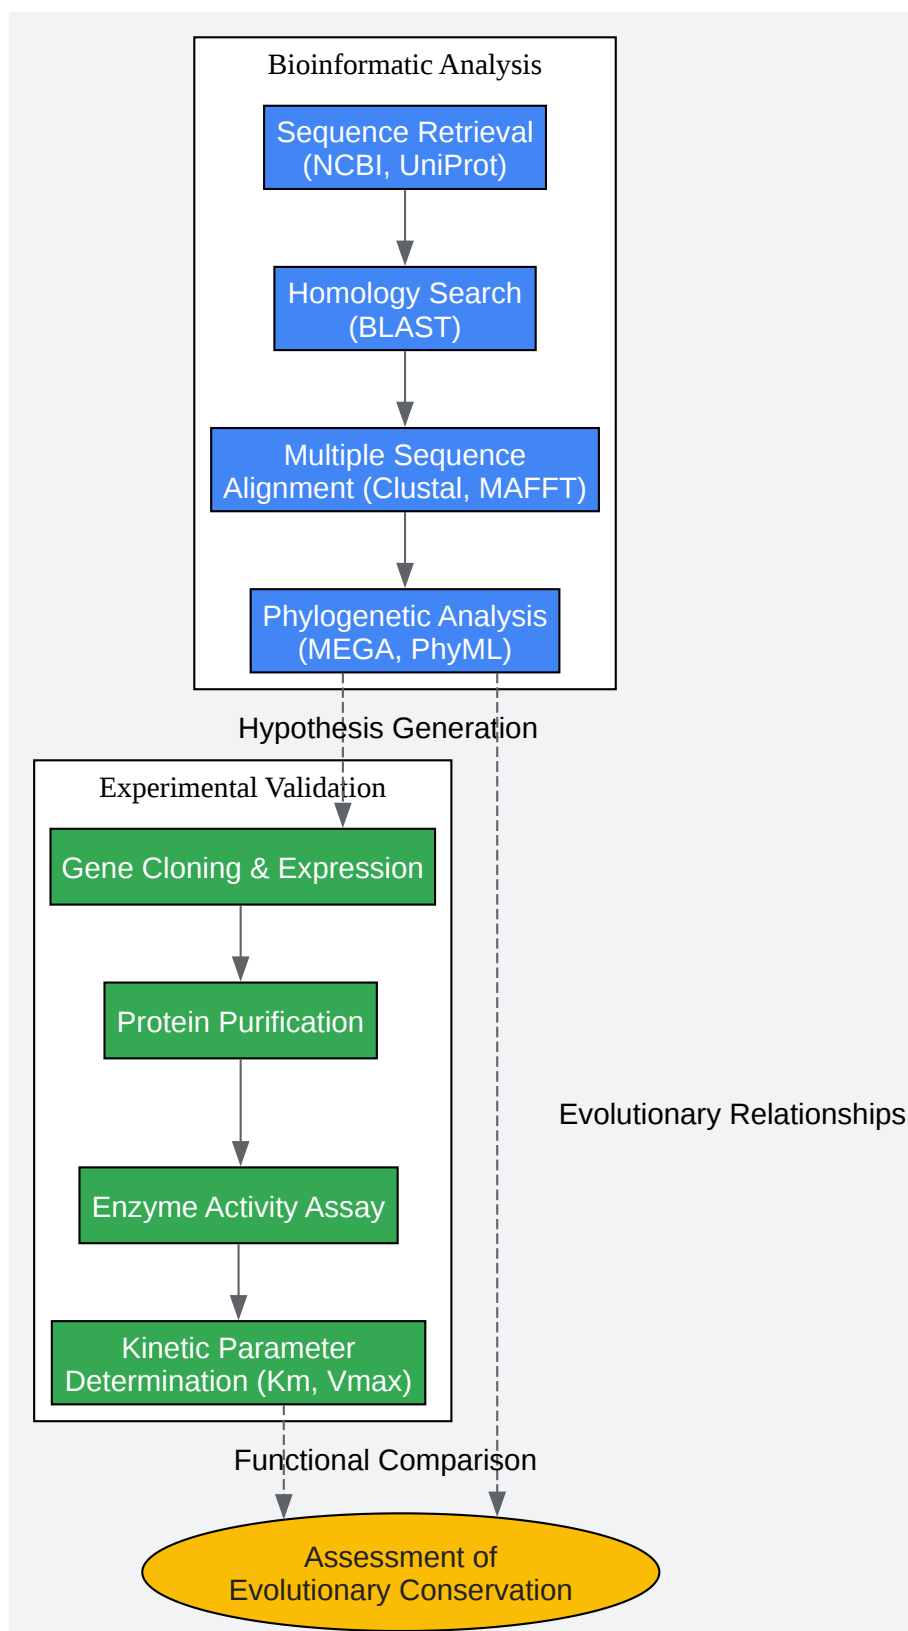 Bioinformatic Analysis
Sequence Retrieval
(NCBI, UniProt)
Homology Search
(BLAST)
Multiple Sequence
Alignment (Clustal, MAFFT)
Phylogenetic Analysis
(MEGA, PhyML)
Hypothesis Generation
Experimental Validation
Gene Cloning & Expression
Protein Purification
Evolutionary Relationships
Enzyme Activity Assay
Kinetic Parameter
Determination (Km, Vmax)
Functional Comparison
Assessment of
Evolutionary Conservation